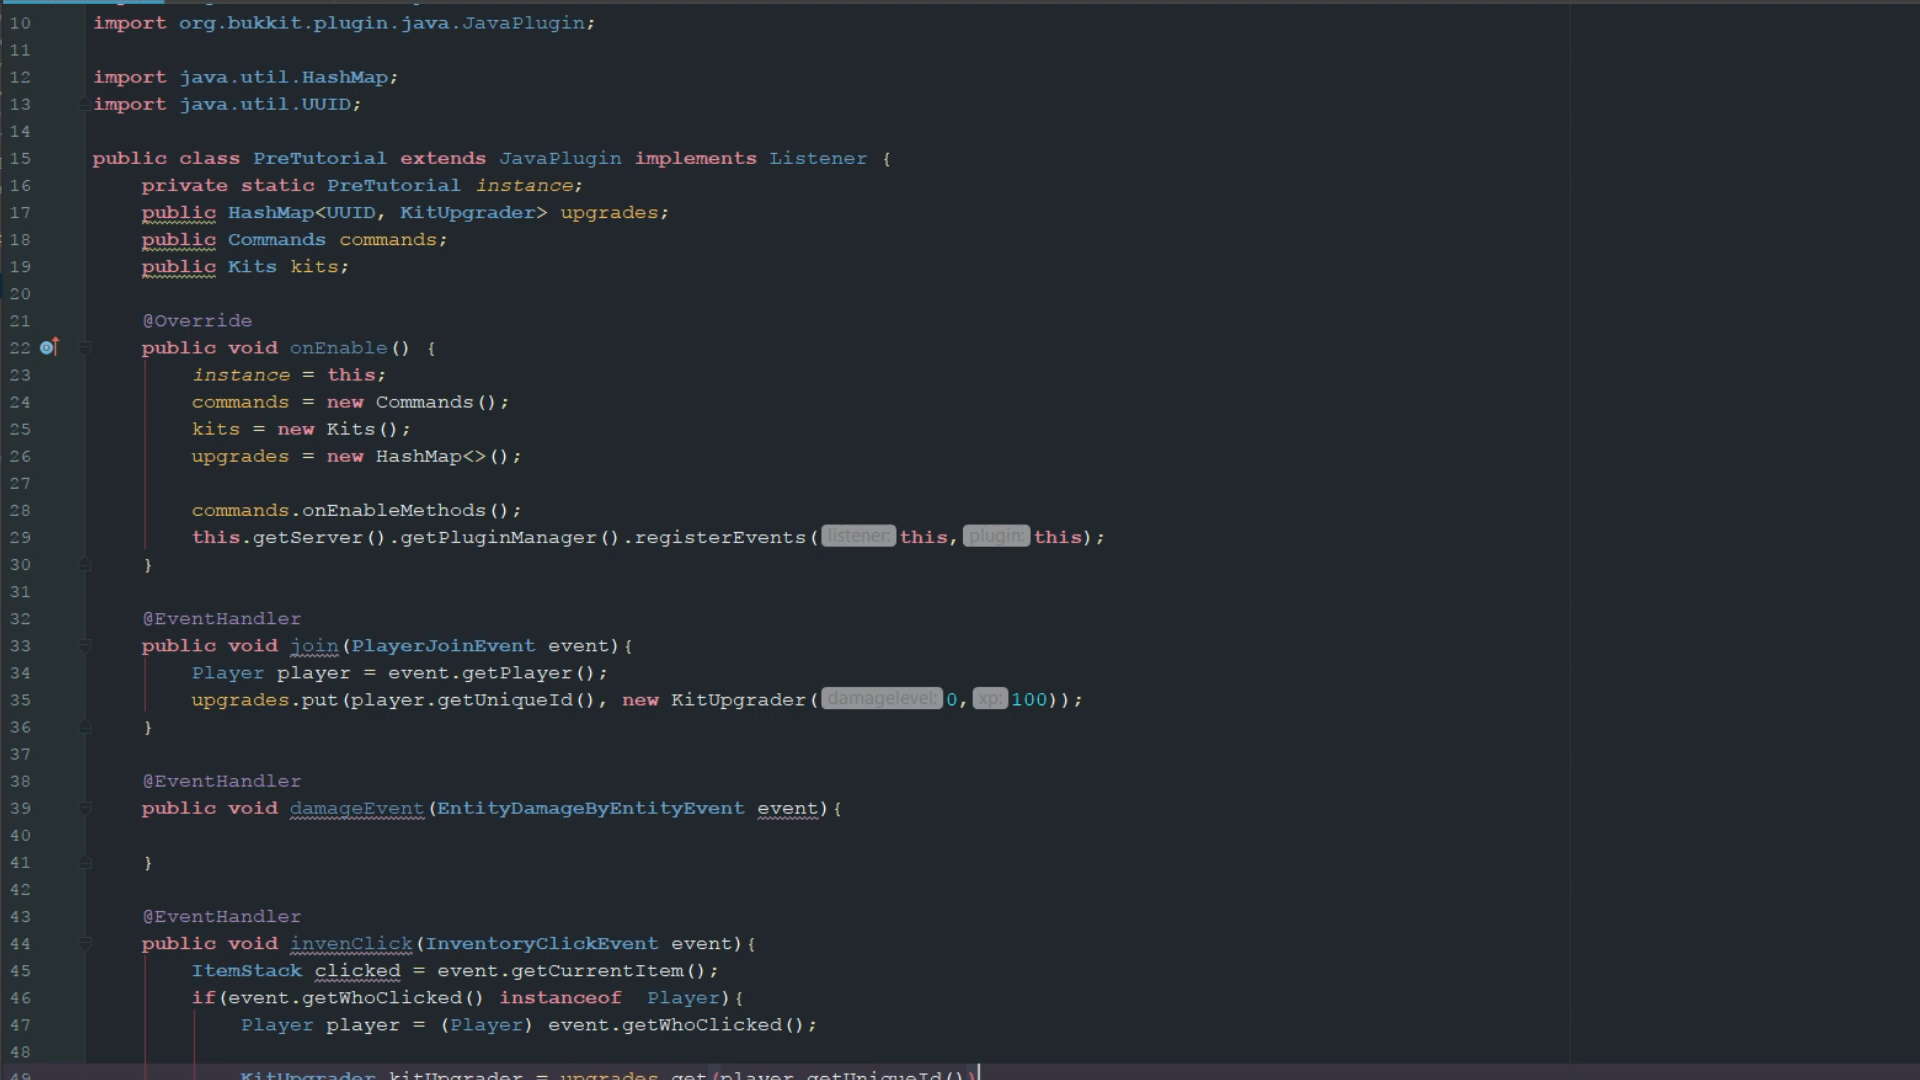 10 import org.bukkit.plugin.java.JavaPlugin;
11
12 import java.util.HashMap;
13 import java.util.UUID;
14
15 public class PreTutorial extends JavaPlugin implements Listener {
16 private static PreTutorial instance;
17 public HashMap<UUID, KitUpgrader> upgrades;
18 public Commands commands;
19 public Kits kits;
20
21 @Override
22 public void onEnable() {
23 instance = this;
24 commands = new Commands();
25 kits = new Kits();
26 upgrades = new HashMap<>();
27
28 commands.onEnableMethods();
29 this.getServer().getPluginManager().registerEvents( listener: this, plugin: this);
30 }
31
32 @EventHandler
33 public void join(PlayerJoinEvent event){
34 Player player = event.getPlayer();
35 upgrades.put(player.getUniqueId(), new KitUpgrader( damagelevel: 0, xp: 100));
36 }
37
38 @EventHandler
39 public void damageEvent(EntityDamageByEntityEvent event){
40
41 }
42
43 @EventHandler
44 public void invenClick(InventoryClickEvent event){
45 ItemStack clicked = event.getCurrentItem();
46 if(event.getWhoClicked() instanceof Player){
47 Player player = (Player) event.getWhoClicked();
48
49 KitUpgrader kitUpgrader = upgrades.get(player.getUniqueId())